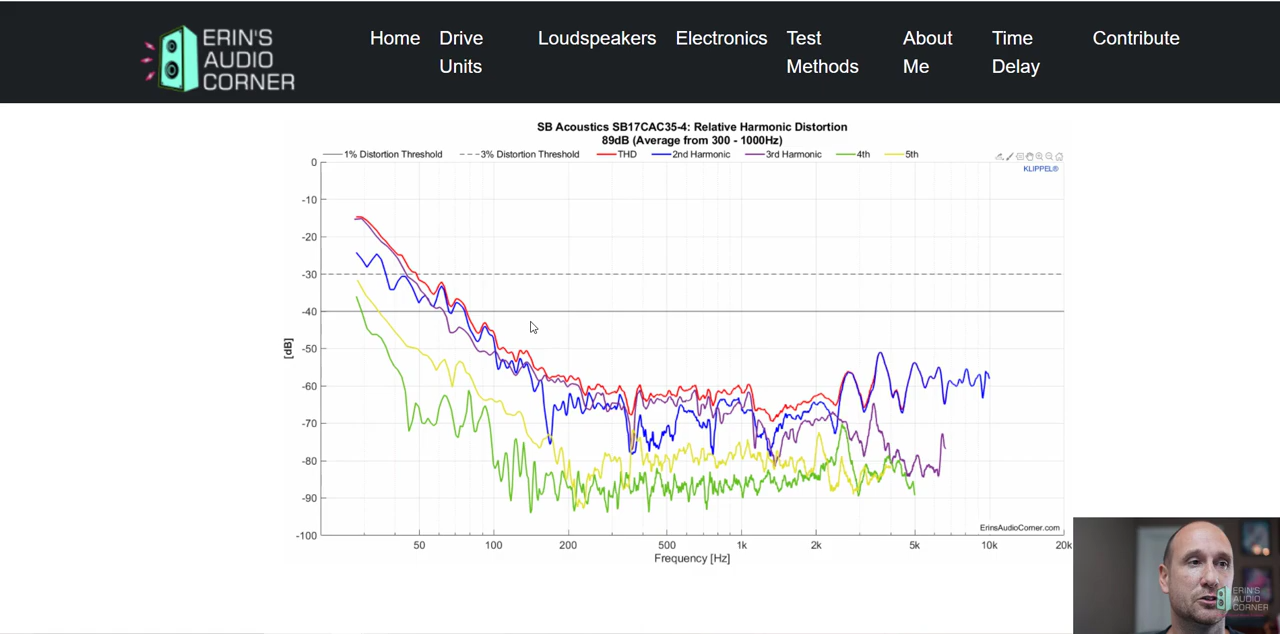 ERIN'S
AUDIO
CORNER
Home
Drive
Units
Loudspeakers
Electronics
Test
Methods
About
Me
Time
Delay
Contribute
SB Acoustics SB17CAC35-4: Relative Harmonic Distortion
89dB (Average from 300 - 1000Hz)
1% Distortion Threshold 3% Distortion Threshold THD 2nd Harmonic 3rd Harmonic 4th 5th
KLIPPEL®
0
-10
-20
-30
-40
-50
-60
-70
-80
-90
-100
[dB]
50 100 200 500 1k 2k 5k 10k 20k
Frequency [Hz]
ErinsAudioCorner.com
ERIN'S
AUDIO
CORNER